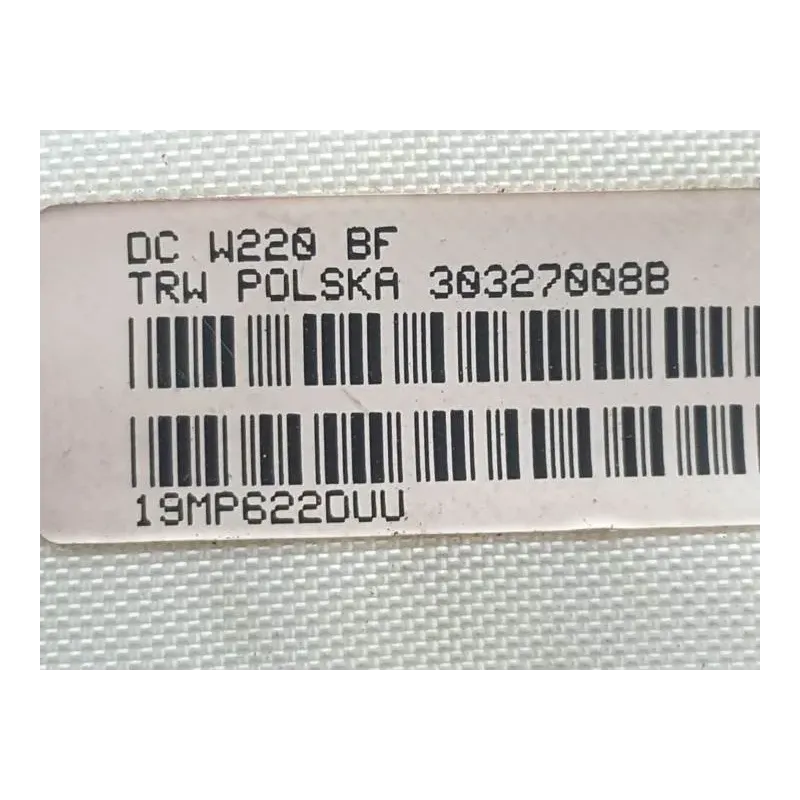 DC W220 BF
TRW POLSKA 30327008B
19MP622DUU